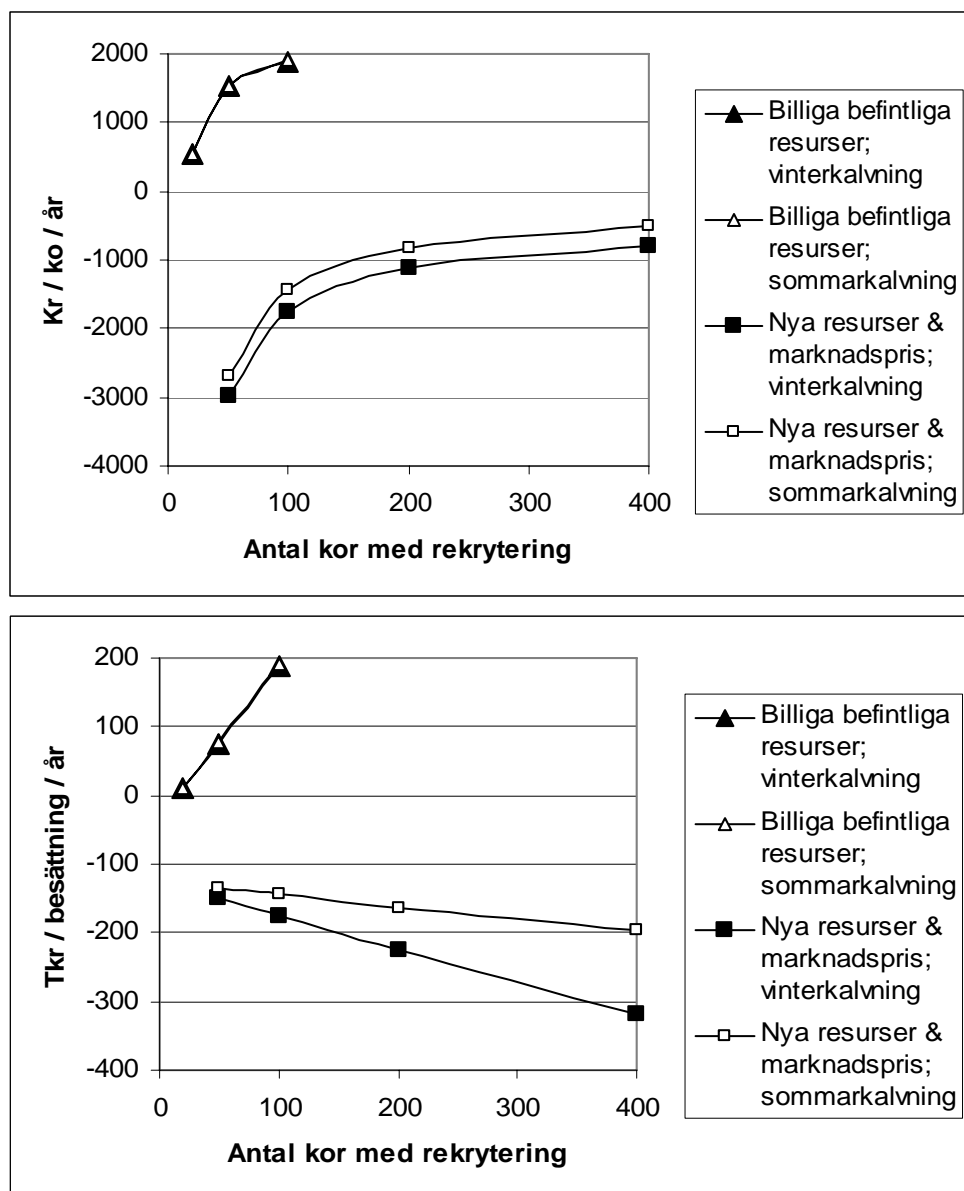 2000
1000
0
-1000
-2000
-3000
-4000
Kr / ko / år
0 100 200 300 400
Antal kor med rekrytering
Billiga befintliga
resurser;
vinterkalvning
Billiga befintliga
resurser;
sommarkalvning
Nya resurser &
marknadspris;
vinterkalvning
Nya resurser &
marknadspris;
sommarkalvning
200
100
0
-100
-200
-300
-400
Tkr / besättning / år
0 100 200 300 400
Antal kor med rekrytering
Billiga befintliga
resurser;
vinterkalvning
Billiga befintliga
resurser;
sommarkalvning
Nya resurser &
marknadspris;
vinterkalvning
Nya resurser &
marknadspris;
sommarkalvning